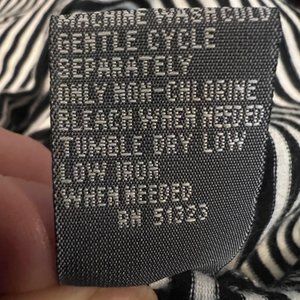 MACHINE WASH COLD
GENTLE CYCLE
SEPARATELY
ONLY NON-CHLORINE
BLEACH WHEN NEEDED
TUMBLE DRY LOW
LOW IRON
WHEN NEEDED
RN 51323